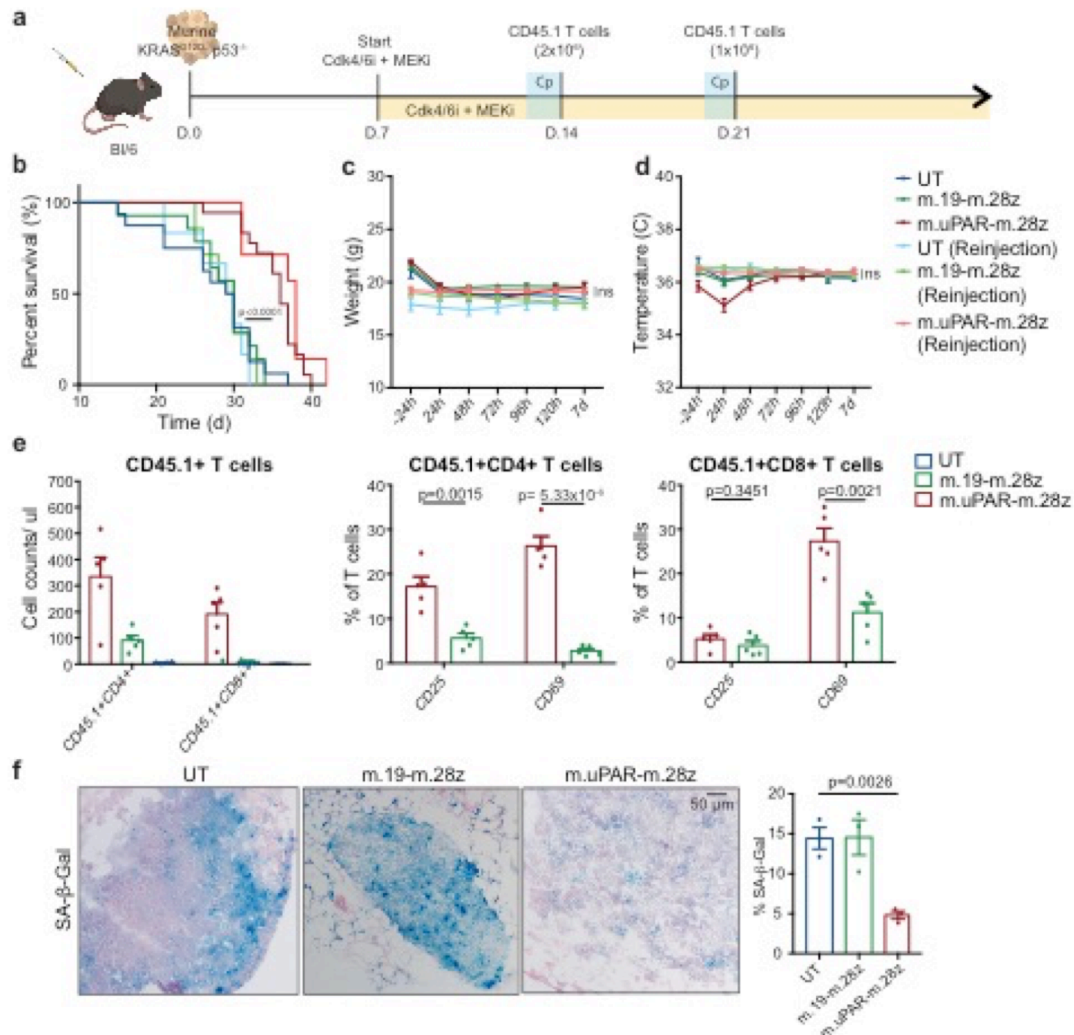 a
Murine
KRAS p53
Bl/6
Start
Cdk4/6i + MEKi
Cdk4/6i + MEKi
CD45.1 T cells
Cp
CD45.1 T cells
Cp
D.0
D.7
D.14
D.21
b
Percent survival (%)
100
50
0
p<0.0001
10
20
30
40
Time (d)
c
Weight (g)
30
25
20
15
10
Ins
-24h
24h
48h
72h
96h
120h
7d
d
Temperature (C)
40
38
36
34
32
Ins
-24h
24h
48h
72h
96h
120h
7d
UT
m.19-m.28z
m.uPAR-m.28z
UT (Reinjection)
m.19-m.28z
(Reinjection)
m.uPAR-m.28z
(Reinjection)
e
CD45.1+ T cells
Cell counts/ ul
700
600
500
400
300
200
100
0
CD45.1+CD4+
CD45.1+CD8+
CD45.1+CD4+ T cells
% of T cells
40
30
20
10
0
p=0.0015
p= 5.33x10
CD25
CD69
CD45.1+CD8+ T cells
% of T cells
40
30
20
10
0
p=0.3451
p=0.0021
CD25
CD69
UT
m.19-m.28z
m.uPAR-m.28z
f
UT
m.19-m.28z
m.uPAR-m.28z
SA-β-Gal
50 µm
% SA-β-Gal
20
15
10
5
0
p=0.0026
UT
m.19-m.28z
m.uPAR-m.28z